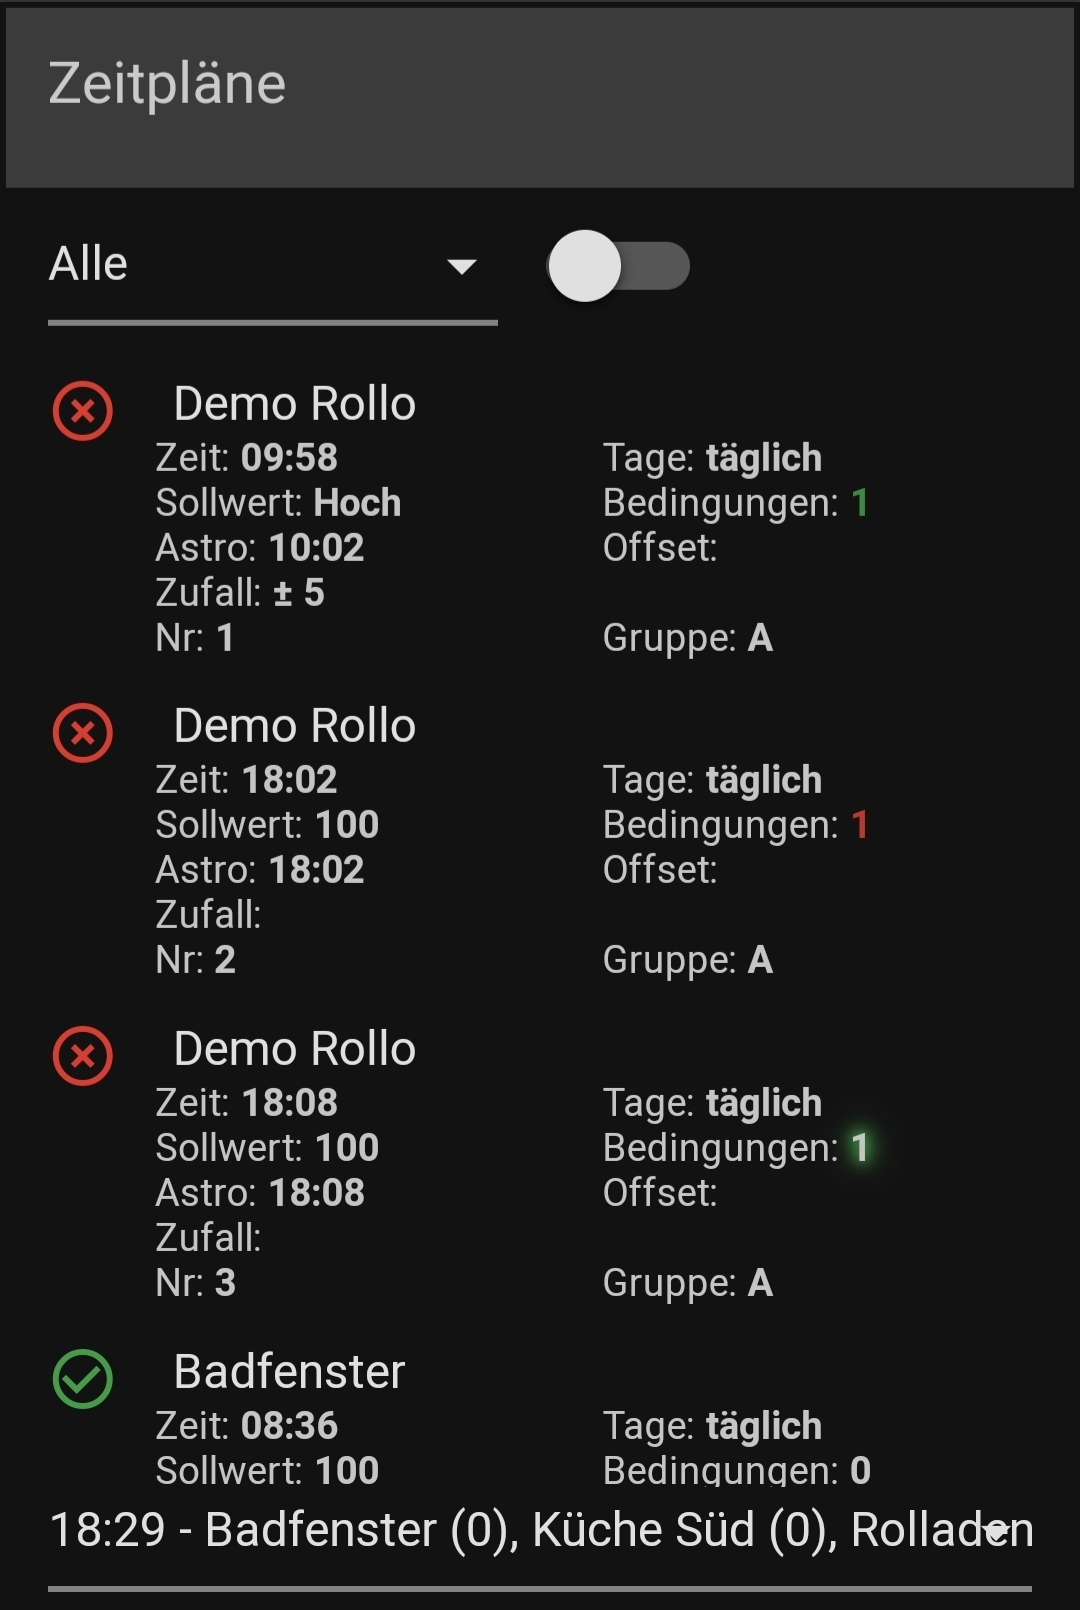 Zeitpläne
Alle
Demo Rollo
Zeit: 09:58 Tage: täglich
Sollwert: Hoch Bedingungen: 1
Astro: 10:02 Offset:
Zufall: ± 5
Nr: 1 Gruppe: A
Demo Rollo
Zeit: 18:02 Tage: täglich
Sollwert: 100 Bedingungen: 1
Astro: 18:02 Offset:
Zufall:
Nr: 2 Gruppe: A
Demo Rollo
Zeit: 18:08 Tage: täglich
Sollwert: 100 Bedingungen: 1
Astro: 18:08 Offset:
Zufall:
Nr: 3 Gruppe: A
Badfenster
Zeit: 08:36 Tage: täglich
Sollwert: 100 Bedingungen: 0
18:29 - Badfenster (0), Küche Süd (0), Rolladen